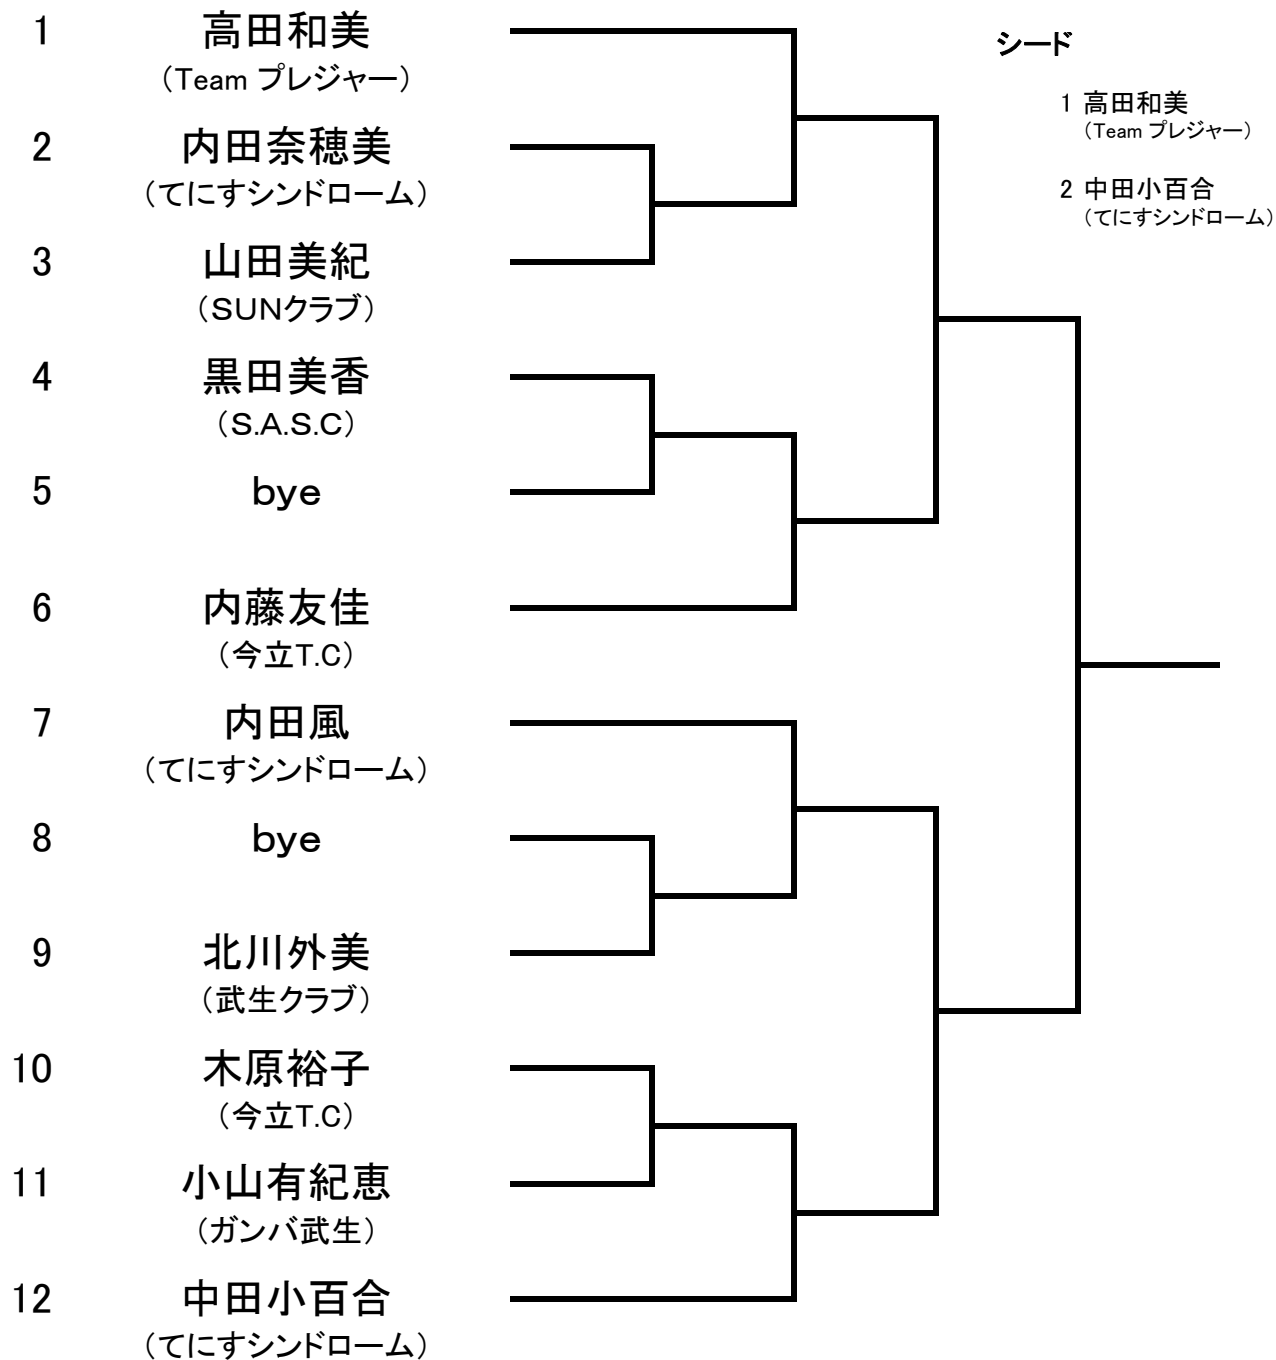 1 高田和美
（Team プレジャー）
2 内田奈穂美
（てにすシンドローム）
3 山田美紀
（ＳＵＮクラブ）
4 黒田美香
（Ｓ.Ａ.Ｓ.Ｃ）
5 ｂｙｅ
6 内藤友佳
（今立T.C）
7 内田風
（てにすシンドローム）
8 ｂｙｅ
9 北川外美
（武生クラブ）
10 木原裕子
（今立T.C）
11 小山有紀恵
（ガンバ武生）
12 中田小百合
（てにすシンドローム）
シード
1 高田和美
（Team プレジャー）
2 中田小百合
（てにすシンドローム）